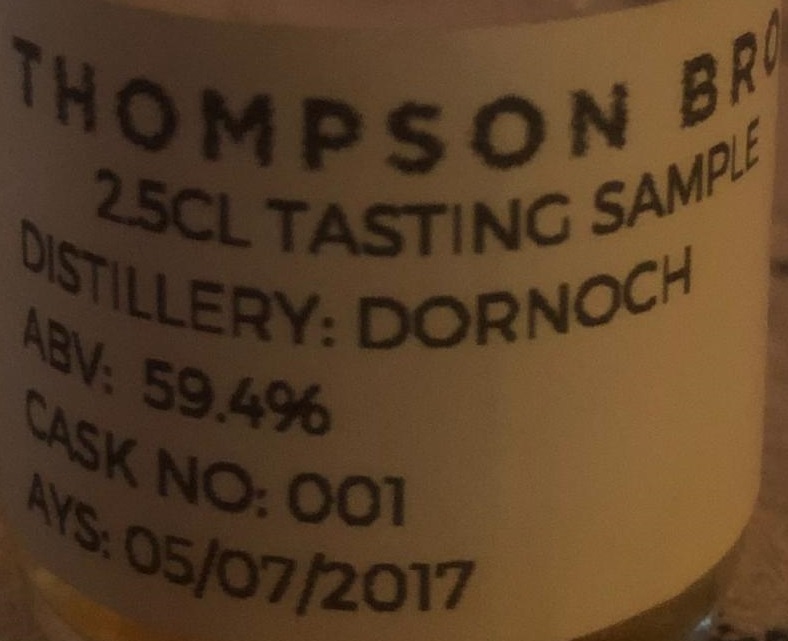 THOMPSON BRO
2.5CL TASTING SAMPLE
DISTILLERY: DORNOCH
ABV: 59.4%
CASK NO: 001
AYS: 05/07/2017